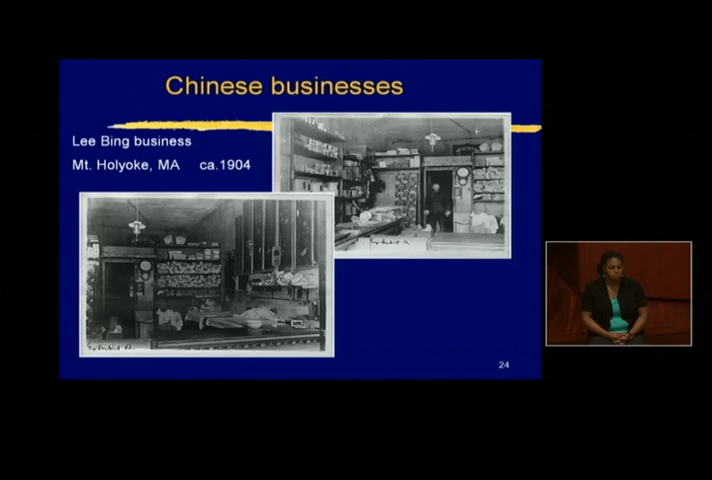 Chinese businesses
Lee Bing business
Mt. Holyoke, MA ca.1904
24